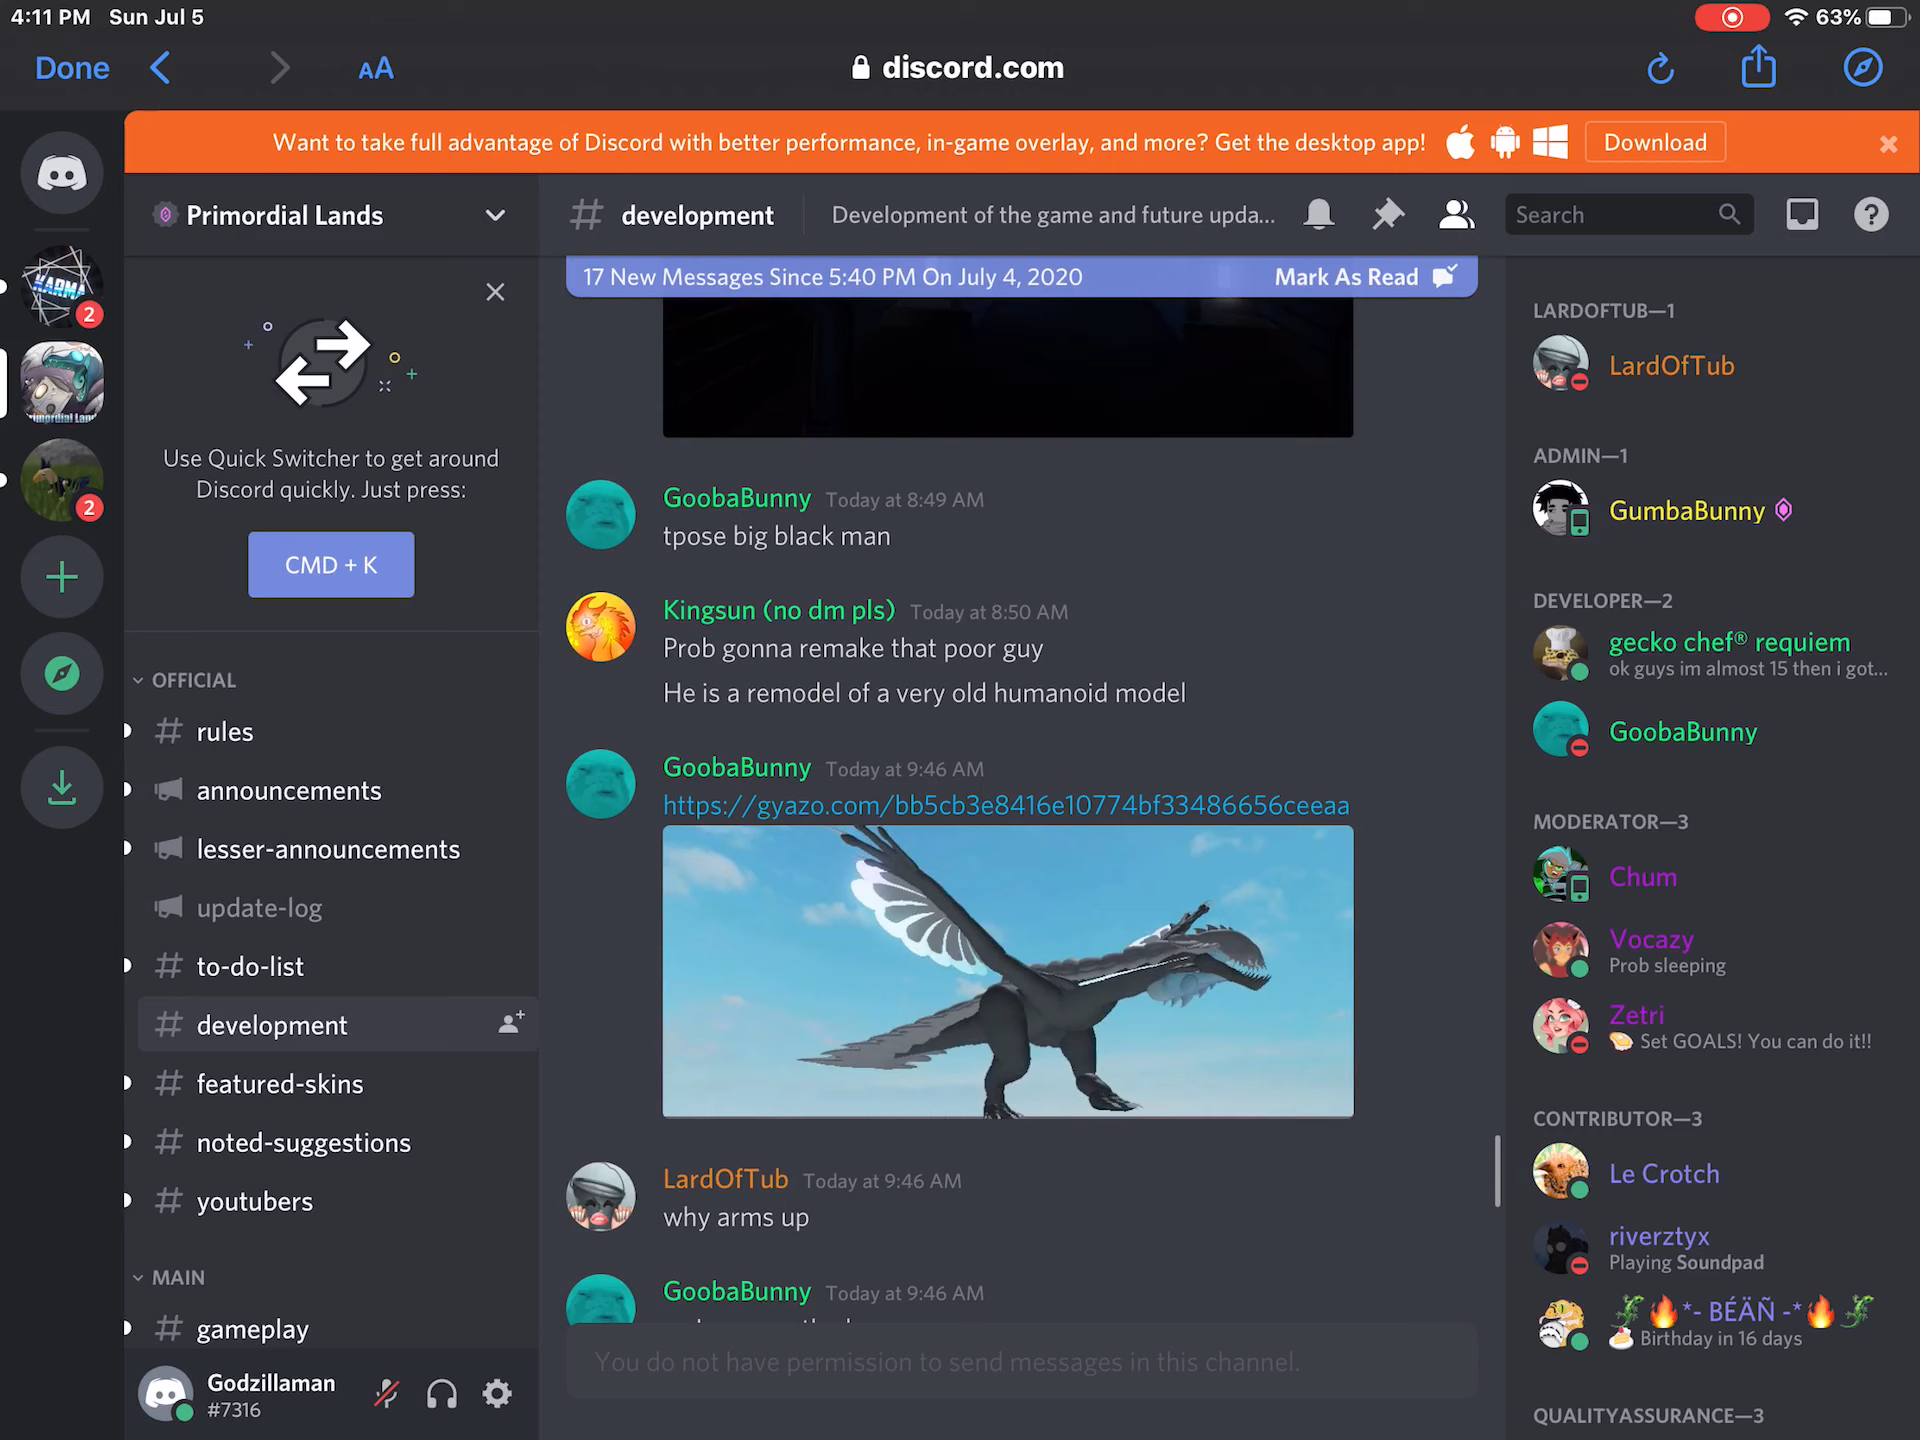 4:11 PM Sun Jul 5
63%
Done
AA
discord.com
Want to take full advantage of Discord with better performance, in-game overlay, and more? Get the desktop app!
Download
Primordial Lands
development
Development of the game and future upda...
Search
17 New Messages Since 5:40 PM On July 4, 2020
Mark As Read
KARMA
2
2
Use Quick Switcher to get around
Discord quickly. Just press:
CMD + K
OFFICIAL
rules
announcements
lesser-announcements
update-log
to-do-list
development
featured-skins
noted-suggestions
youtubers
MAIN
gameplay
Godzillaman
#7316
GoobaBunny Today at 8:49 AM
tpose big black man
Kingsun (no dm pls) Today at 8:50 AM
Prob gonna remake that poor guy
He is a remodel of a very old humanoid model
GoobaBunny Today at 9:46 AM
https://gyazo.com/bb5cb3e8416e10774bf33486656ceeaa
LardOfTub Today at 9:46 AM
why arms up
GoobaBunny Today at 9:46 AM
You do not have permission to send messages in this channel.
LARDOFTUB—1
LardOfTub
ADMIN—1
GumbaBunny
DEVELOPER—2
gecko chef® requiem
ok guys im almost 15 then i got...
GoobaBunny
MODERATOR—3
Chum
Vocazy
Prob sleeping
Zetri
Set GOALS! You can do it!!
CONTRIBUTOR—3
Le Crotch
riverztyx
Playing Soundpad
🦎🔥*- BÉÄÑ -*🔥🦎
🍰 Birthday in 16 days
QUALITYASSURANCE—3